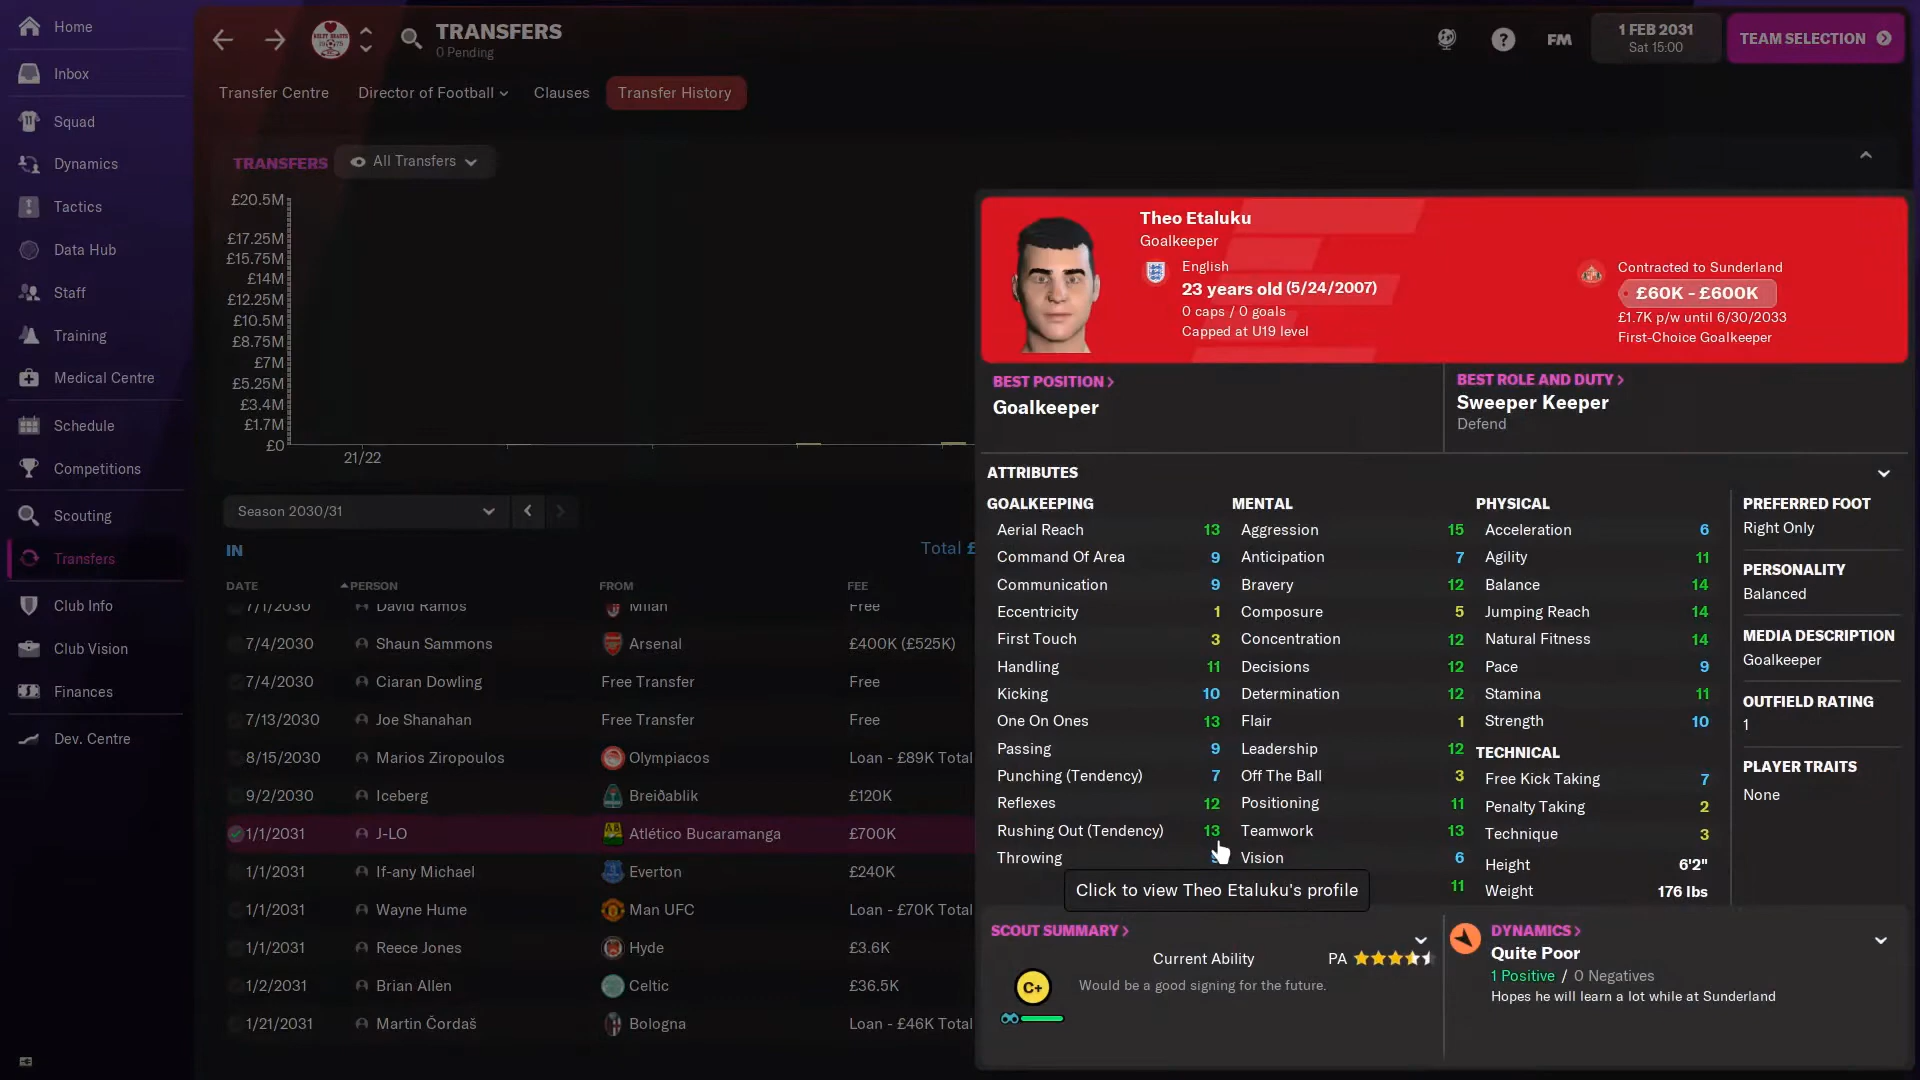 Home
Inbox
Squad
Dynamics
Tactics
Data Hub
Staff
Training
Medical Centre
Schedule
Competitions
Scouting
Transfers
Club Info
Club Vision
Finances
Dev. Centre
TRANSFERS
0 Pending
FM
1 FEB 2031
Sat 15:00
TEAM SELECTION
Transfer Centre
Director of Football
Clauses
Transfer History
TRANSFERS
All Transfers
£20.5M
£17.25M
£15.75M
£14M
£12.25M
£10.5M
£8.75M
£7M
£5.25M
£3.4M
£1.7M
£0
21/22
Season 2030/31
IN
Total £
DATE PERSON FROM FEE
7/1/2030 David Ramos Milan Free
7/4/2030 Shaun Sammons Arsenal £400K (£525K)
7/4/2030 Ciaran Dowling Free Transfer Free
7/13/2030 Joe Shanahan Free Transfer Free
8/15/2030 Marios Ziropoulos Olympiacos Loan - £89K Total
9/2/2030 Iceberg Breiðablik £120K
1/1/2031 J-LO Atlético Bucaramanga £700K
1/1/2031 If-any Michael Everton £240K
1/1/2031 Wayne Hume Man UFC Loan - £70K Total
1/1/2031 Reece Jones Hyde £3.6K
1/2/2031 Brian Allen Celtic £36.5K
1/21/2031 Martin Čordaš Bologna Loan - £46K Total
Theo Etaluku
Goalkeeper
English
23 years old (5/24/2007)
0 caps / 0 goals
Capped at U19 level
Contracted to Sunderland
£60K - £600K
£1.7K p/w until 6/30/2033
First-Choice Goalkeeper
BEST POSITION
Goalkeeper
BEST ROLE AND DUTY
Sweeper Keeper
Defend
ATTRIBUTES
GOALKEEPING
Aerial Reach 13
Command Of Area 9
Communication 9
Eccentricity 1
First Touch 3
Handling 11
Kicking 10
One On Ones 13
Passing 9
Punching (Tendency) 7
Reflexes 12
Rushing Out (Tendency) 13
Throwing
MENTAL
Aggression 15
Anticipation 7
Bravery 12
Composure 5
Concentration 12
Decisions 12
Determination 12
Flair 1
Leadership 12
Off The Ball 3
Positioning 11
Teamwork 13
Vision 6
11
PHYSICAL
Acceleration 6
Agility 11
Balance 14
Jumping Reach 14
Natural Fitness 14
Pace 9
Stamina 11
Strength 10
TECHNICAL
Free Kick Taking 7
Penalty Taking 2
Technique 3
Height 6'2"
Weight 176 lbs
PREFERRED FOOT
Right Only
PERSONALITY
Balanced
MEDIA DESCRIPTION
Goalkeeper
OUTFIELD RATING
1
PLAYER TRAITS
None
Click to view Theo Etaluku's profile
SCOUT SUMMARY
Current Ability PA
C+
Would be a good signing for the future.
DYNAMICS
Quite Poor
1 Positive / 0 Negatives
Hopes he will learn a lot while at Sunderland